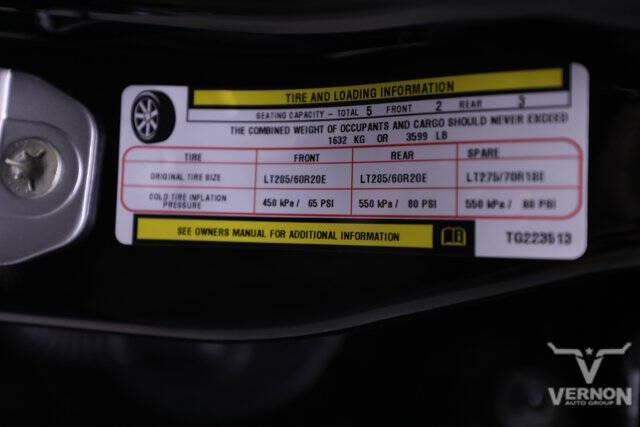 TIRE AND LOADING INFORMATION
SEATING CAPACITY - TOTAL 5 FRONT 2 REAR 3
THE COMBINED WEIGHT OF OCCUPANTS AND CARGO SHOULD NEVER EXCEED
1632 KG OR 3599 LB
TIRE FRONT REAR SPARE
ORIGINAL TIRE SIZE LT285/60R20E LT285/60R20E LT275/70R18E
COLD TIRE INFLATION PRESSURE 450 kPa / 65 PSI 550 kPa / 80 PSI 550 kPa / 80 PSI
SEE OWNERS MANUAL FOR ADDITIONAL INFORMATION
TG223513
VERNON
AUTO GROUP